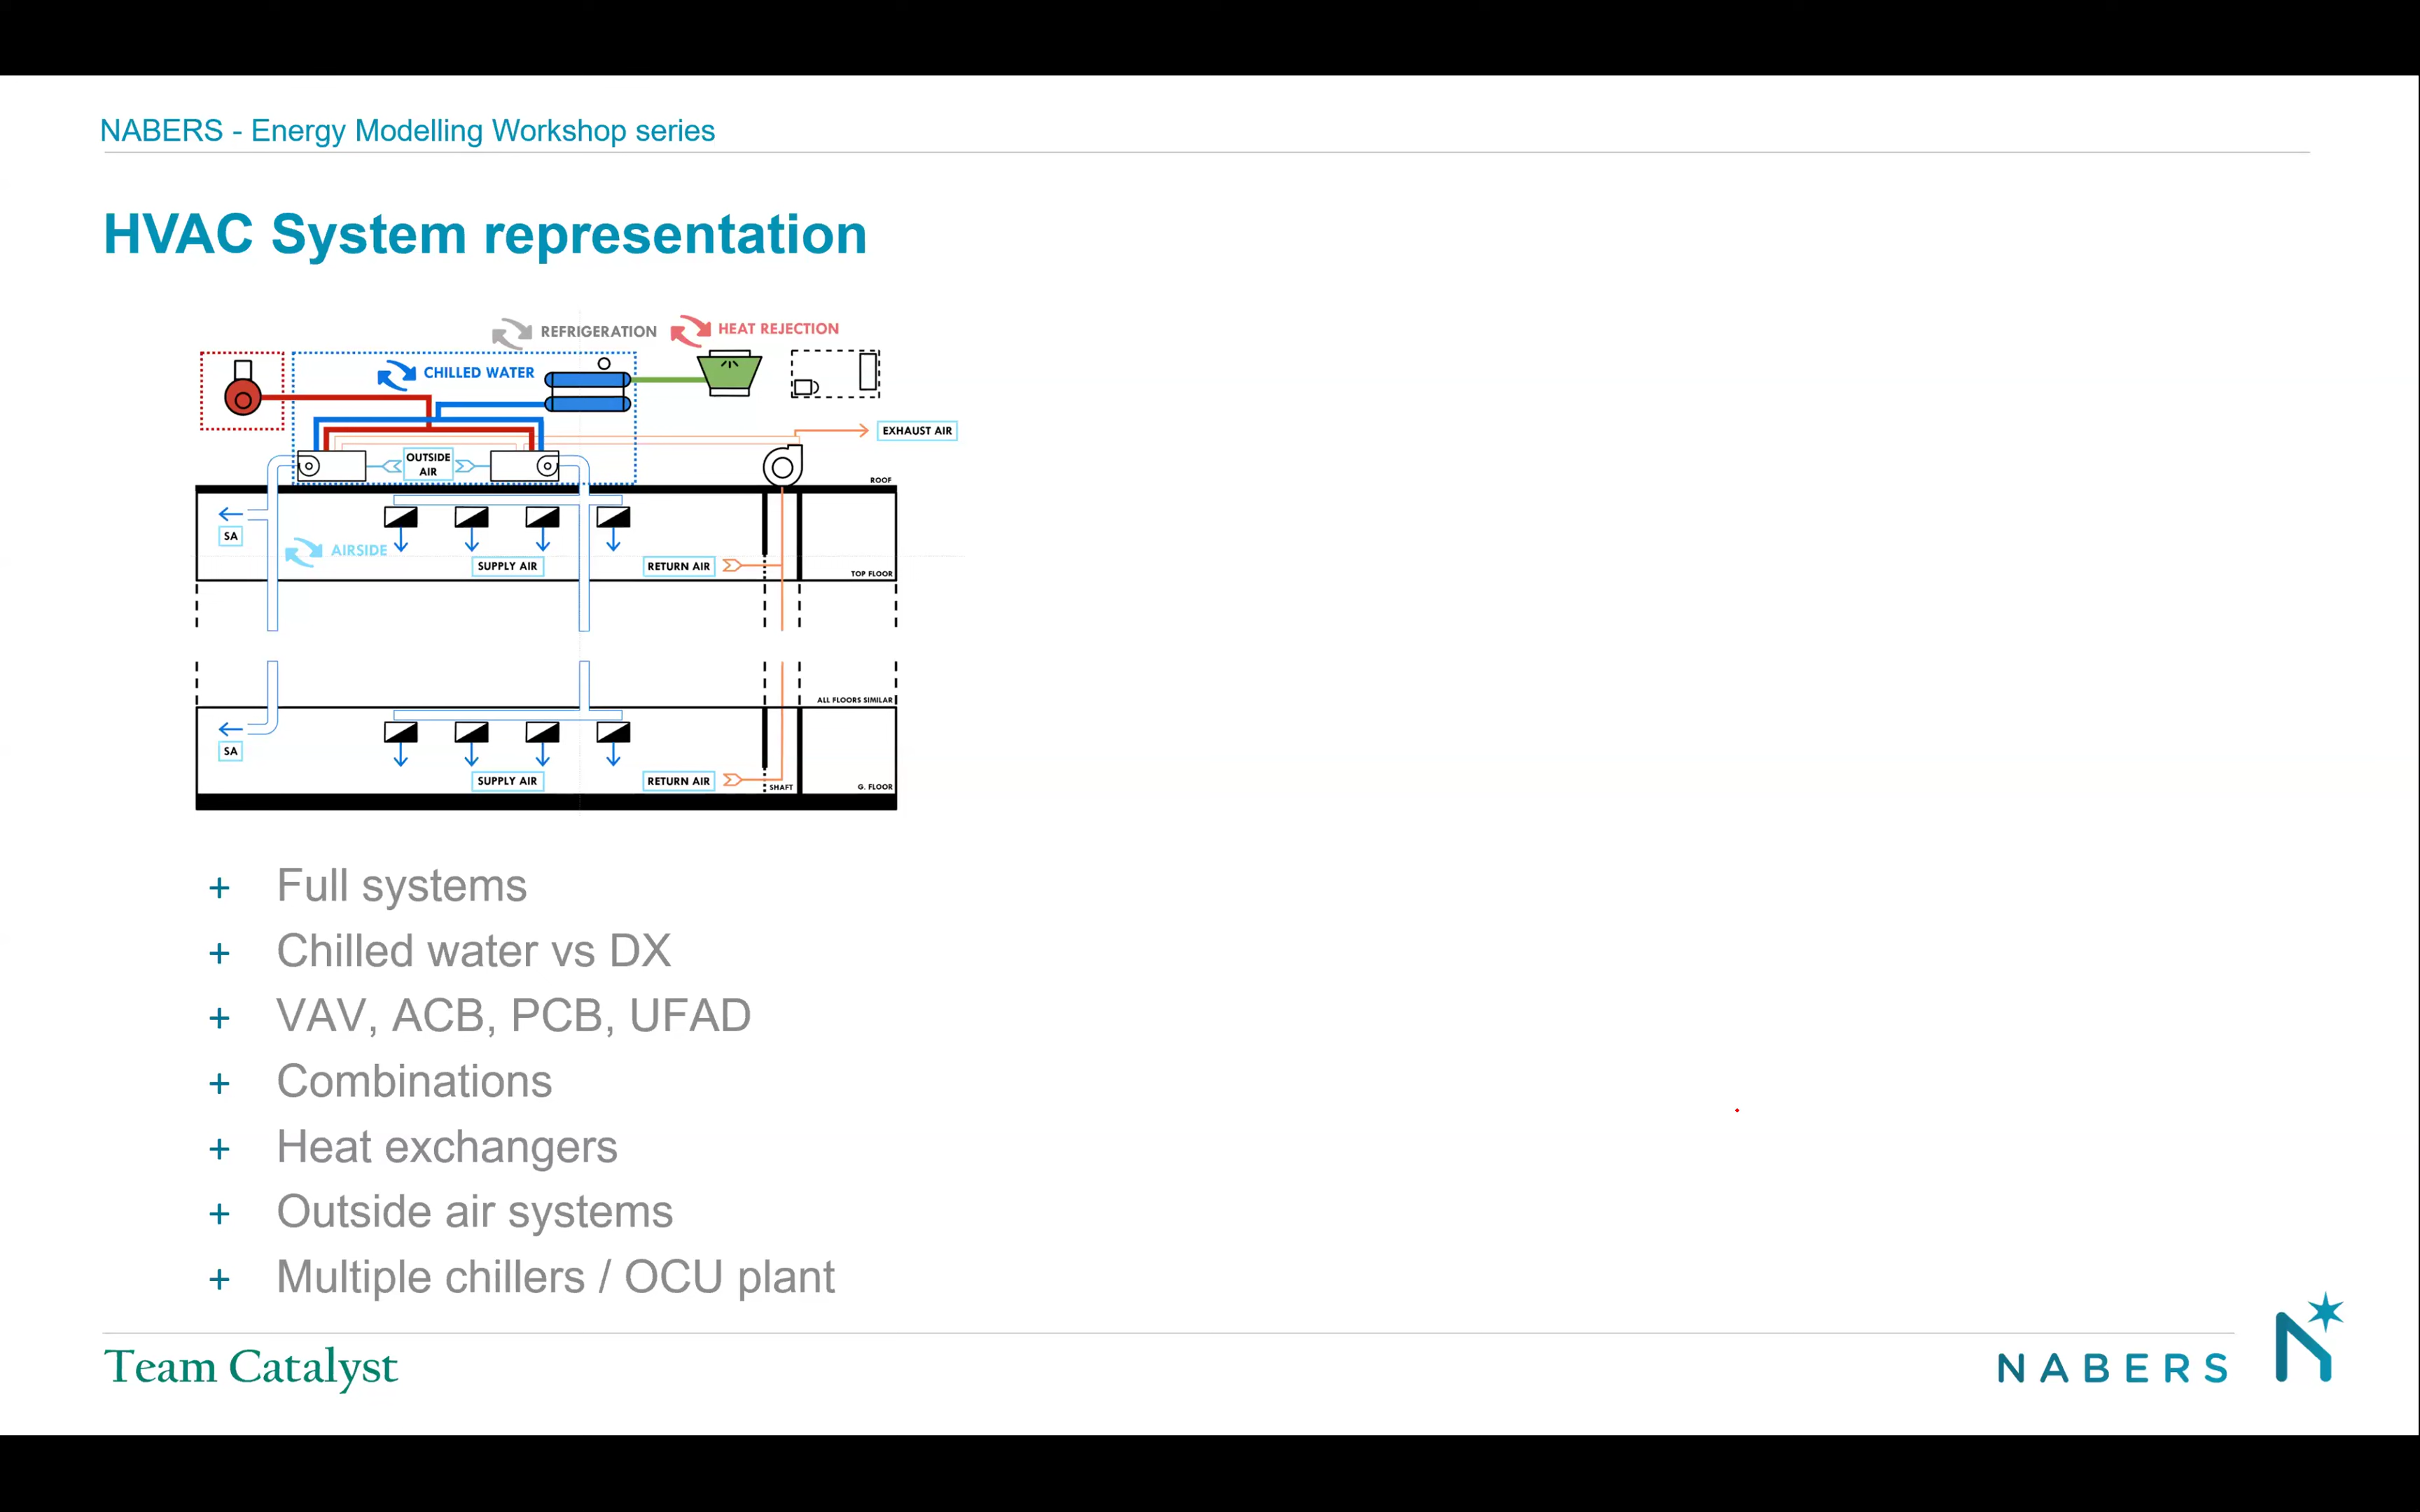 NABERS - Energy Modelling Workshop series
HVAC System representation
REFRIGERATION
HEAT REJECTION
CHILLED WATER
EXHAUST AIR
OUTSIDE
AIR
ROOF
SA
AIRSIDE
SUPPLY AIR
RETURN AIR
TOP FLOOR
ALL FLOORS SIMILAR
SA
SUPPLY AIR
RETURN AIR
SHAFT
G. FLOOR
+ Full systems
+ Chilled water vs DX
+ VAV, ACB, PCB, UFAD
+ Combinations
+ Heat exchangers
+ Outside air systems
+ Multiple chillers / OCU plant
Team Catalyst
NABERS